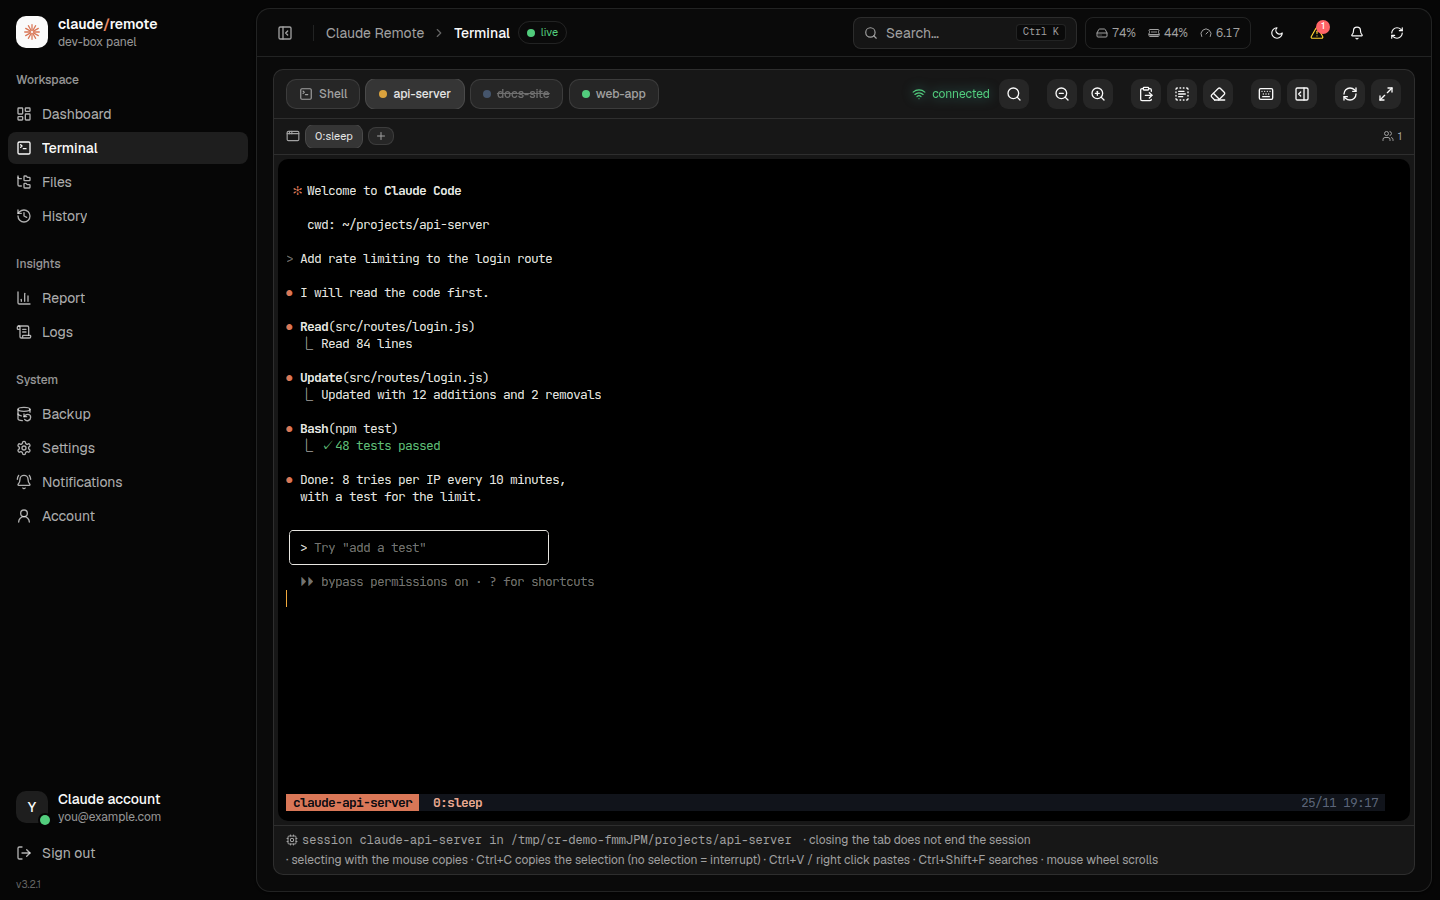 claude/remote
dev-box panel
Workspace
Dashboard
Terminal
Files
History
Insights
Report
Logs
System
Backup
Settings
Notifications
Account
Y
Claude account
you@example.com
Sign out
v3.2.1
Claude Remote > Terminal live
Search... Ctrl K
74% 44% 6.17
1
Shell api-server docs-site web-app
connected
0:sleep +
1
✻ Welcome to Claude Code
cwd: ~/projects/api-server
> Add rate limiting to the login route
● I will read the code first.
● Read(src/routes/login.js)
⎿ Read 84 lines
● Update(src/routes/login.js)
⎿ Updated with 12 additions and 2 removals
● Bash(npm test)
⎿ ✓ 48 tests passed
● Done: 8 tries per IP every 10 minutes,
with a test for the limit.
> Try "add a test"
⏵⏵ bypass permissions on · ? for shortcuts
claude-api-server 0:sleep 25/11 19:17
session claude-api-server in /tmp/cr-demo-fmmJPM/projects/api-server · closing the tab does not end the session
· selecting with the mouse copies · Ctrl+C copies the selection (no selection = interrupt) · Ctrl+V / right click pastes · Ctrl+Shift+F searches · mouse wheel scrolls